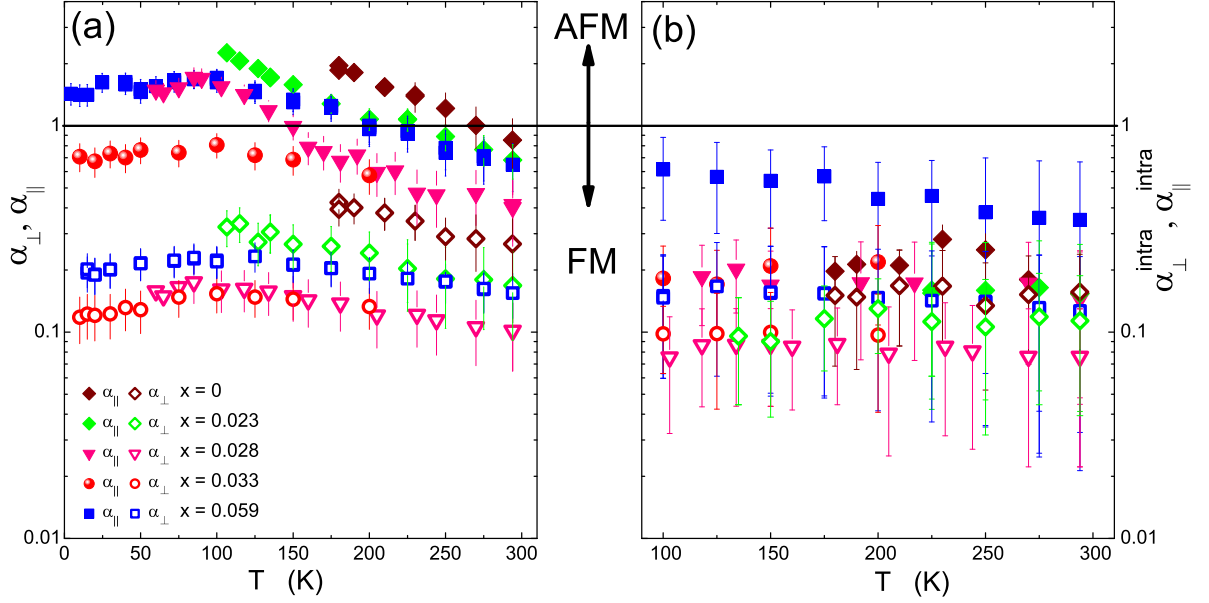 (a)
AFM
(b)
FM
α⊥, α||
1
0.1
0.01
α|| α⊥ x = 0
α|| α⊥ x = 0.023
α|| α⊥ x = 0.028
α|| α⊥ x = 0.033
α|| α⊥ x = 0.059
0 50 100 150 200 250 300
T (K)
100 150 200 250 300
T (K)
1
0.1
0.01
α⊥^intra, α||^intra